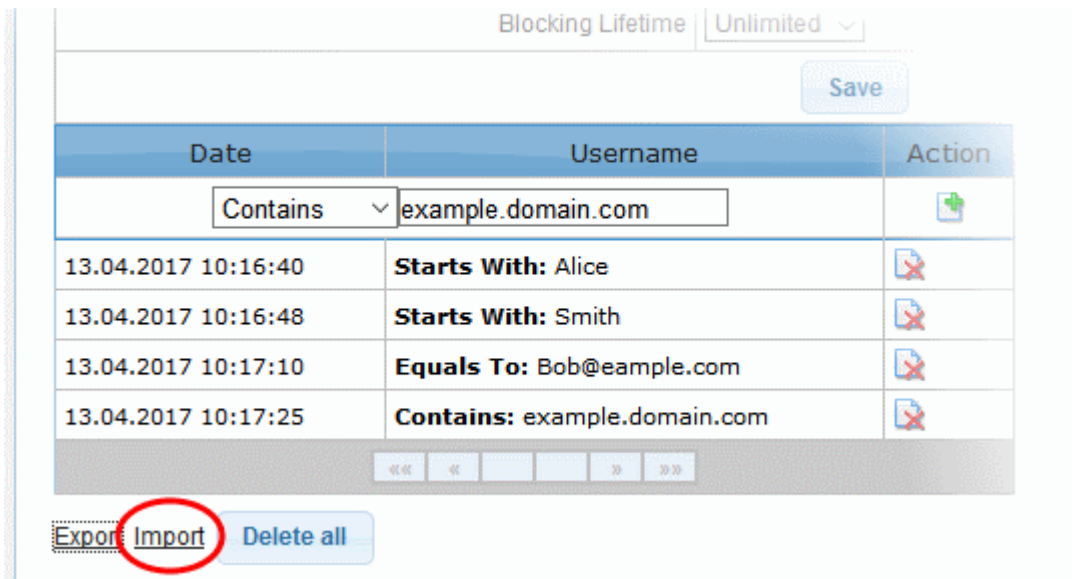 Blocking Lifetime Unlimited
Save
Date Username Action
Contains example.domain.com
13.04.2017 10:16:40 Starts With: Alice
13.04.2017 10:16:48 Starts With: Smith
13.04.2017 10:17:10 Equals To: Bob@eample.com
13.04.2017 10:17:25 Contains: example.domain.com
«« « » »»
Export Import Delete all